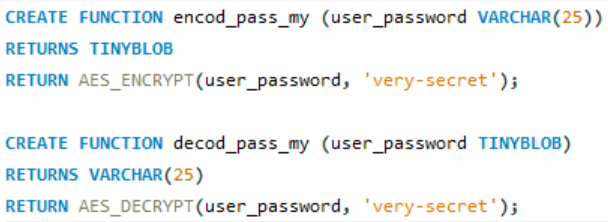 CREATE FUNCTION encod_pass_my (user_password VARCHAR(25))
RETURNS TINYBLOB
RETURN AES_ENCRYPT(user_password, 'very-secret');
CREATE FUNCTION decod_pass_my (user_password TINYBLOB)
RETURNS VARCHAR(25)
RETURN AES_DECRYPT(user_password, 'very-secret');